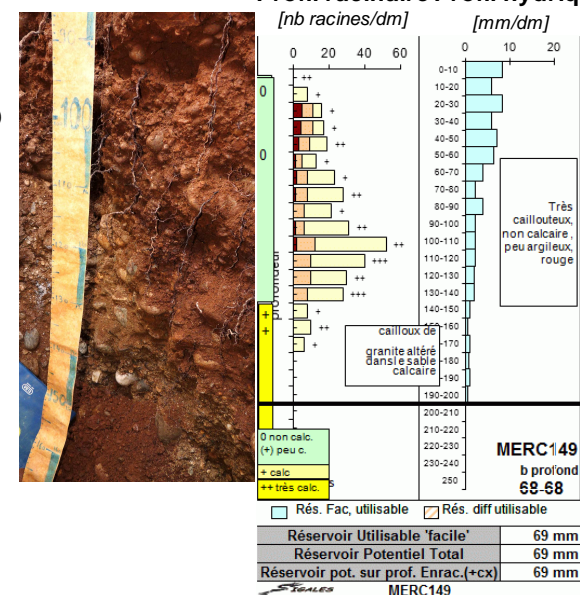 [nb racines/dm]
[mm/dm]
0 20 40 60
0 10 20
0
0
+
+
++
+
+
+
++
+
+
++
+
++
++
+++
++
+++
+
++
+
0-10
10-20
20-30
30-40
40-50
50-60
60-70
70-80
80-90
90-100
100-110
110-120
120-130
130-140
140-150
160-170
180
190
190-200
200-210
210-220
220-230
230-240
250
Très
caillouteux,
non calcaire,
peu argileux,
rouge
cailloux de
granite altéré
dans le sable
calcaire
0 non calc.
(+) peu c.
+ calc
++ très calc.
MERC149
b profond
68-68
Rés. Fac, utilisable
Rés. diff utilisable
Réservoir Utilisable 'facile' 69 mm
Réservoir Potentiel Total 69 mm
Réservoir pot. sur prof. Enrac.(+cx) 69 mm
SIGALES MERC149